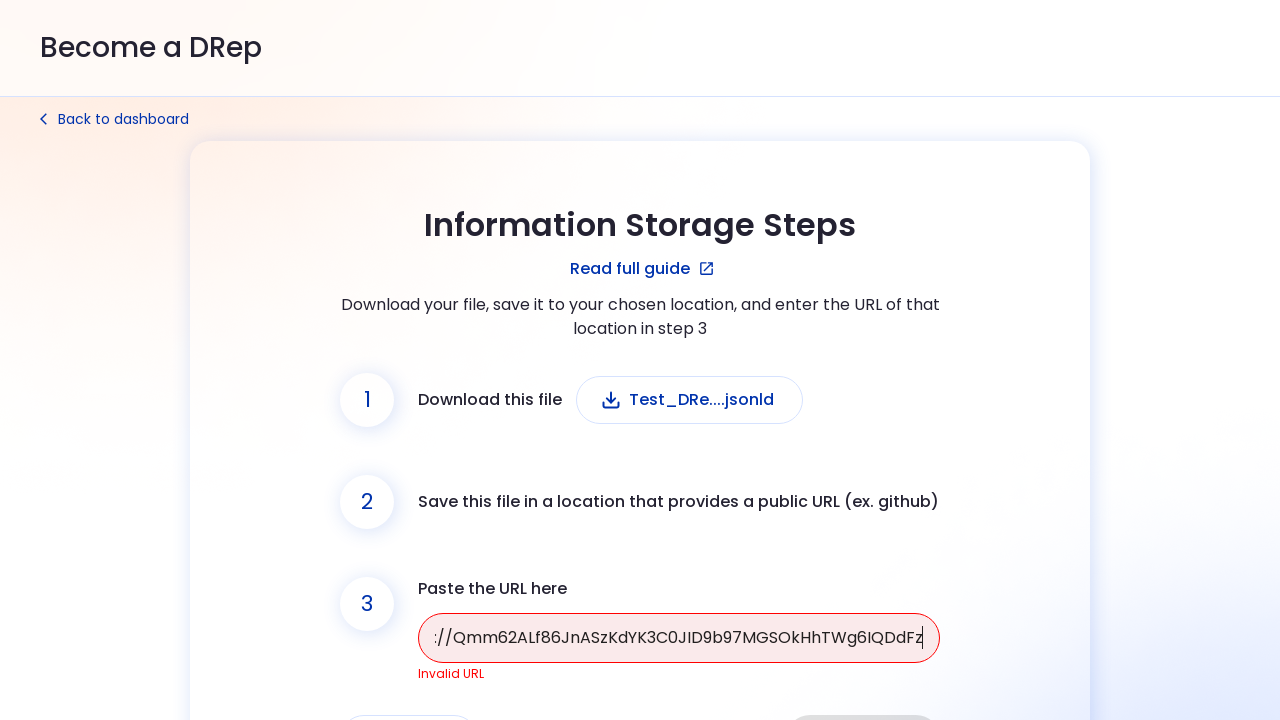 Become a DRep
Back to dashboard
Information Storage Steps
Read full guide
Download your file, save it to your chosen location, and enter the URL of that
location in step 3
1
Download this file
Test_DRe....jsonld
2
Save this file in a location that provides a public URL (ex. github)
3
Paste the URL here
://Qmm62ALf86JnASzKdYK3C0JID9b97MGSOkHhTWg6IQDdFz
Invalid URL